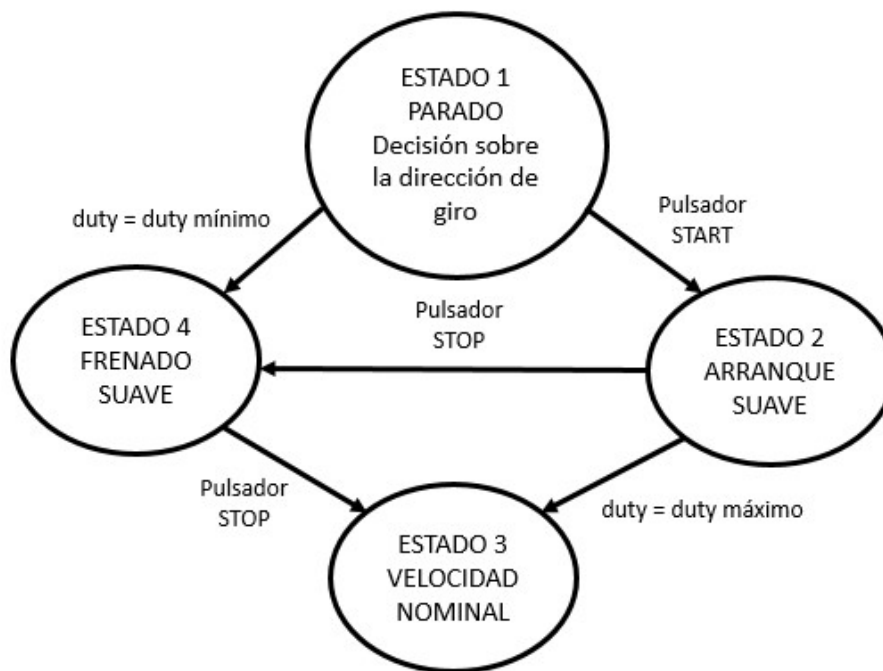 ESTADO 1
PARADO
Decisión sobre
la dirección de
giro
duty = duty mínimo
Pulsador
START
Pulsador
STOP
ESTADO 4
FRENADO
SUAVE
ESTADO 2
ARRANQUE
SUAVE
Pulsador
STOP
duty = duty máximo
ESTADO 3
VELOCIDAD
NOMINAL